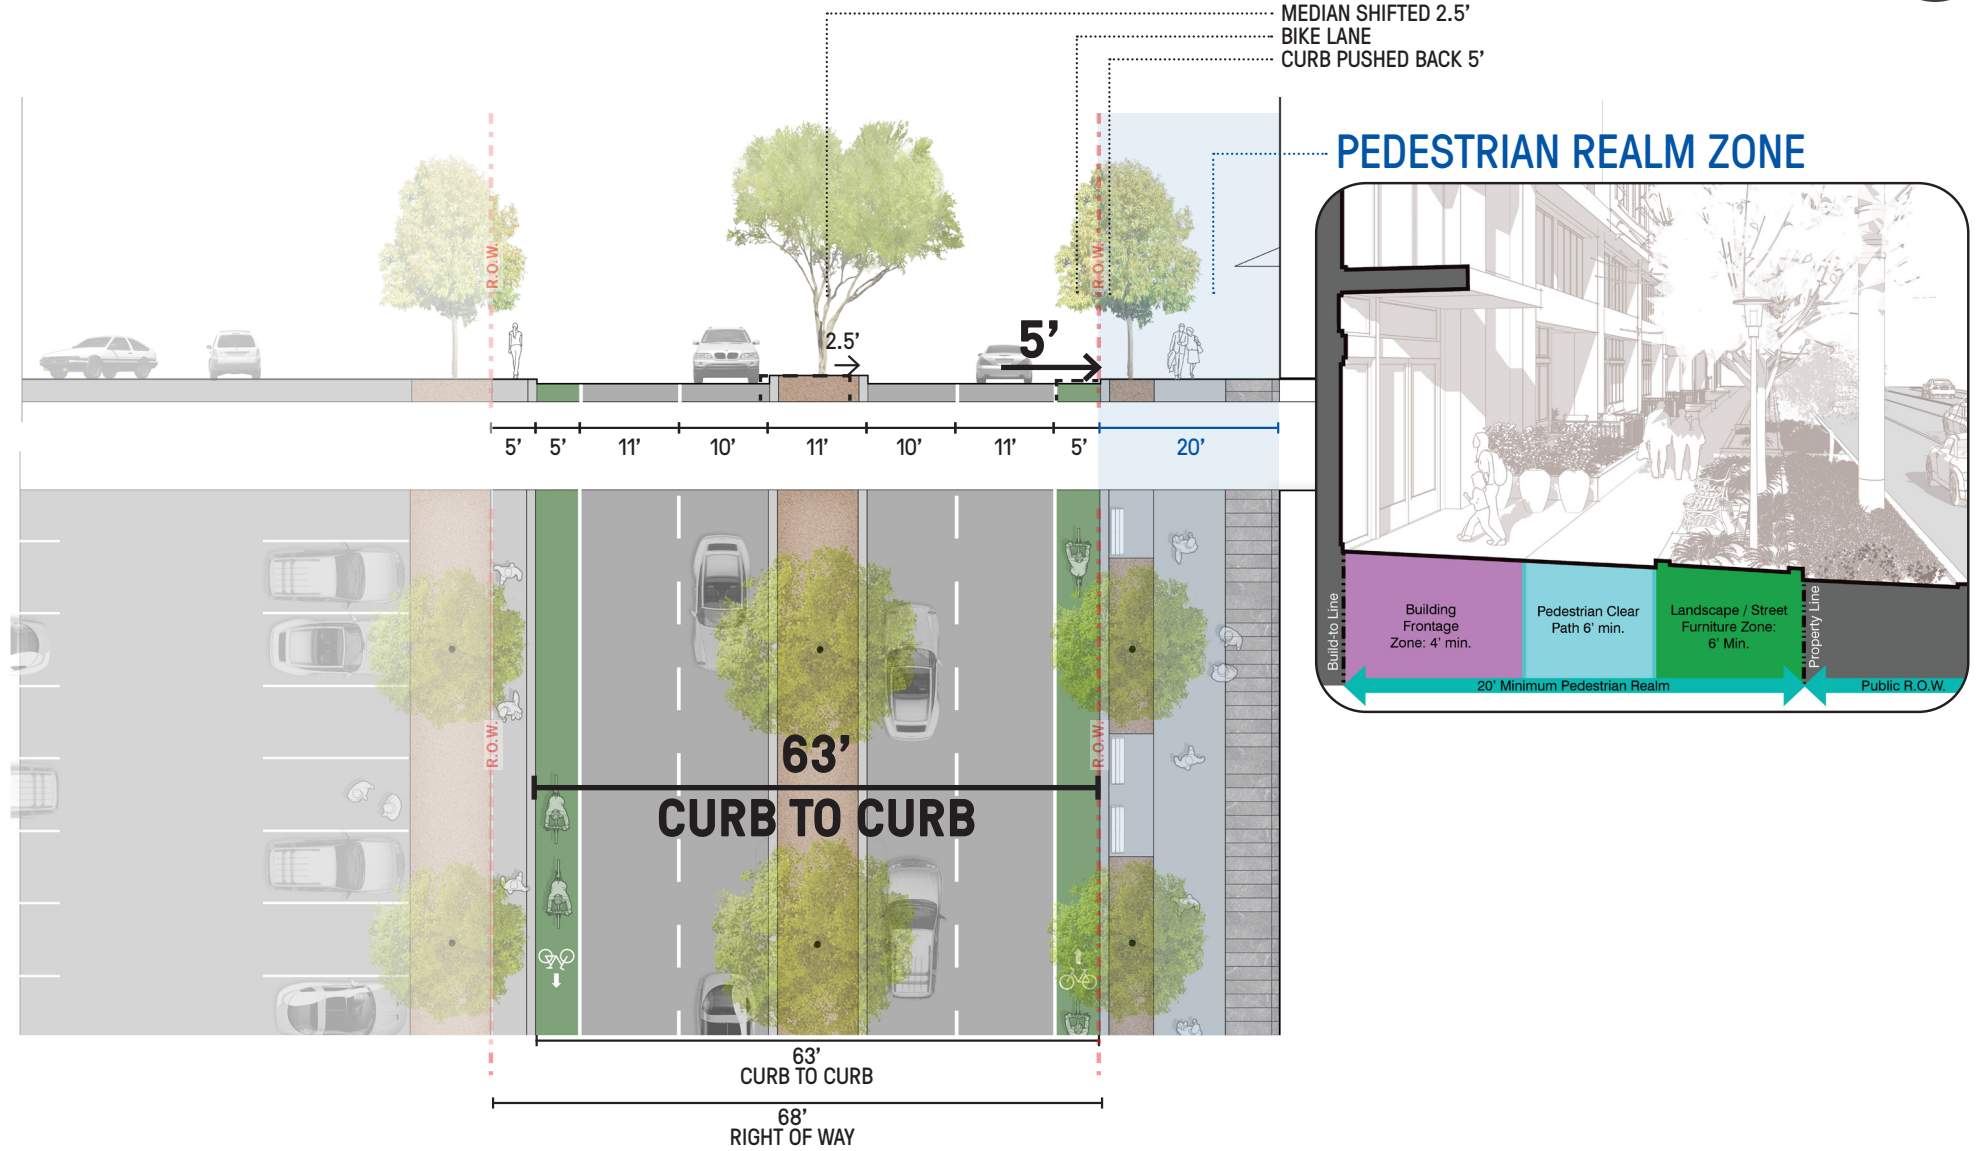 MEDIAN SHIFTED 2.5’
BIKE LANE
CURB PUSHED BACK 5’
PEDESTRIAN REALM ZONE
R.O.W.
R.O.W.
2.5’
5’
5’
5’
11’
10’
11’
10’
11’
5’
20’
Build-to Line
Building
Frontage
Zone: 4’ min.
Pedestrian Clear
Path 6’ min.
Landscape / Street
Furniture Zone:
6’ Min.
Property Line
20’ Minimum Pedestrian Realm
Public R.O.W.
R.O.W.
R.O.W.
63’
CURB TO CURB
63’
CURB TO CURB
68’
RIGHT OF WAY